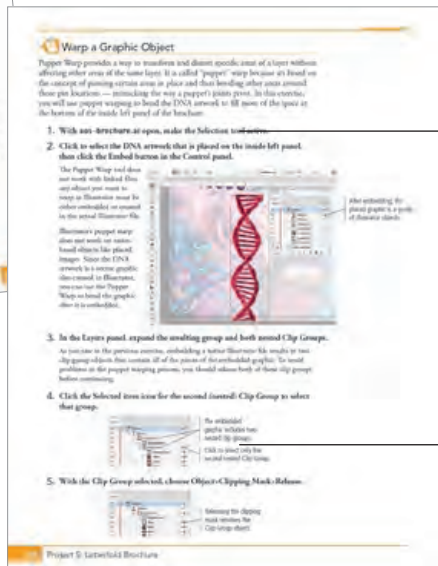 Warp a Graphic Object
Puppet Warp provides a way to transform and distort specific areas of a layer without
affecting other areas of the same layer. It is called "puppet" warp because it's based on
the concept of pinning certain areas in place and then bending other areas around
those pin locations — mimicking the way a puppet's joints pivot. In this exercise,
you will use puppet warping to bend the DNA artwork to fill more of the space at
the bottom of the inside left panel of the brochure.
1. With brochure.ai open, make the Selection tool active.
2. Click to select the DNA artwork that is placed on the inside left panel,
then click the Embed button in the Control panel.
The Puppet Warp tool does
not work with linked files;
any object you want to
warp in Illustrator must be
either embedded or created
in the actual Illustrator file.
Illustrator's puppet warp
does not work on raster-
based objects like placed
images. Since the DNA
artwork is a vector graphic
also created in Illustrator,
you can use the Puppet
Warp to bend the graphic
after it is embedded.
After embedding, the
placed graphic is a group
of Illustrator objects.
3. In the Layers panel, expand the resulting group and both nested Clip Groups.
As you saw in the previous exercise, embedding a native Illustrator file results in two
clipping objects that contain all of the pieces of the embedded graphic. To avoid
problems in the puppet warping process, you should release both of these clip groups
before continuing.
4. Click the Selected item icon for the second (nested) Clip Group to select
that group.
The embedded
graphic includes two
nested clip groups.
Click to select only the
second nested Clip Group.
5. With the Clip Group selected, choose Object>Clipping Mask>Release.
Releasing the clipping
mask removes the
Clip Group object.
Project 5: Letterfold Brochure